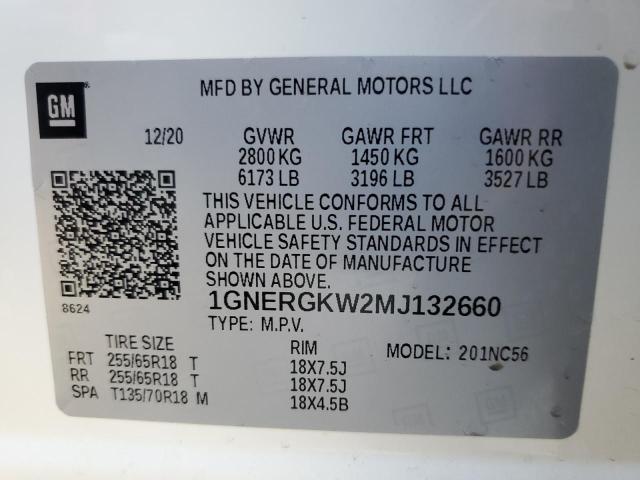 GM
MFD BY GENERAL MOTORS LLC
12/20 GVWR GAWR FRT GAWR RR
2800 KG 1450 KG 1600 KG
6173 LB 3196 LB 3527 LB
THIS VEHICLE CONFORMS TO ALL
APPLICABLE U.S. FEDERAL MOTOR
VEHICLE SAFETY STANDARDS IN EFFECT
ON THE DATE OF MANUFACTURE
SHOWN ABOVE.
8624
1GNERGKW2MJ132660
TYPE: M.P.V.
TIRE SIZE RIM MODEL: 201NC56
FRT 255/65R18 T 18X7.5J
RR 255/65R18 T 18X7.5J
SPA T135/70R18 M 18X4.5B